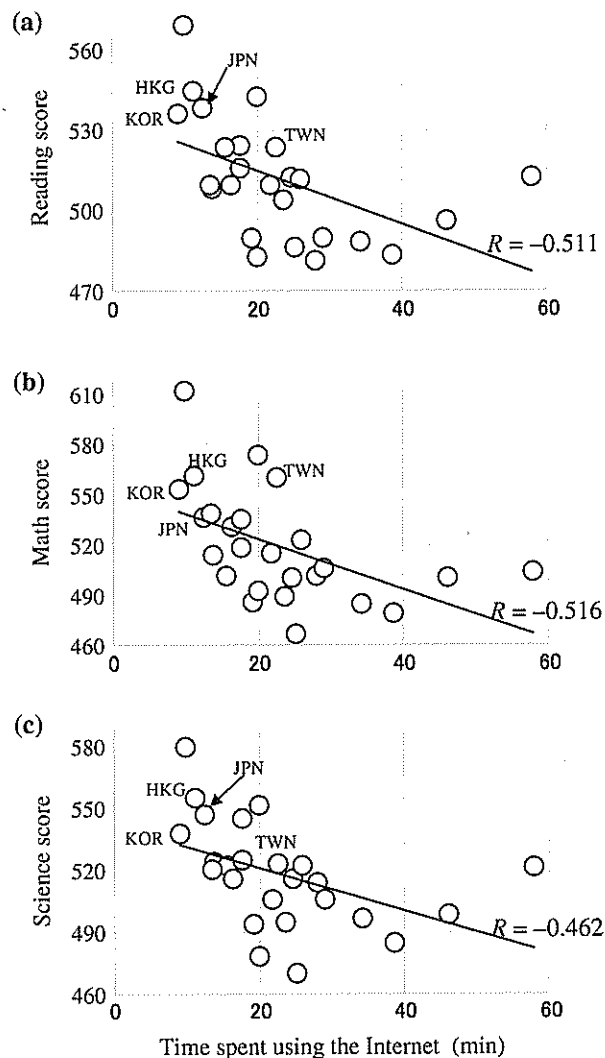 (a)
Reading score
560
530
500
470
0
20
40
60
JPN
HKG
KOR
TWN
R = –0.511
(b)
Math score
610
580
550
520
490
460
0
20
40
60
HKG
TWN
KOR
JPN
R = –0.516
(c)
Science score
580
550
520
490
460
0
20
40
60
JPN
HKG
KOR
TWN
R = –0.462
Time spent using the Internet (min)